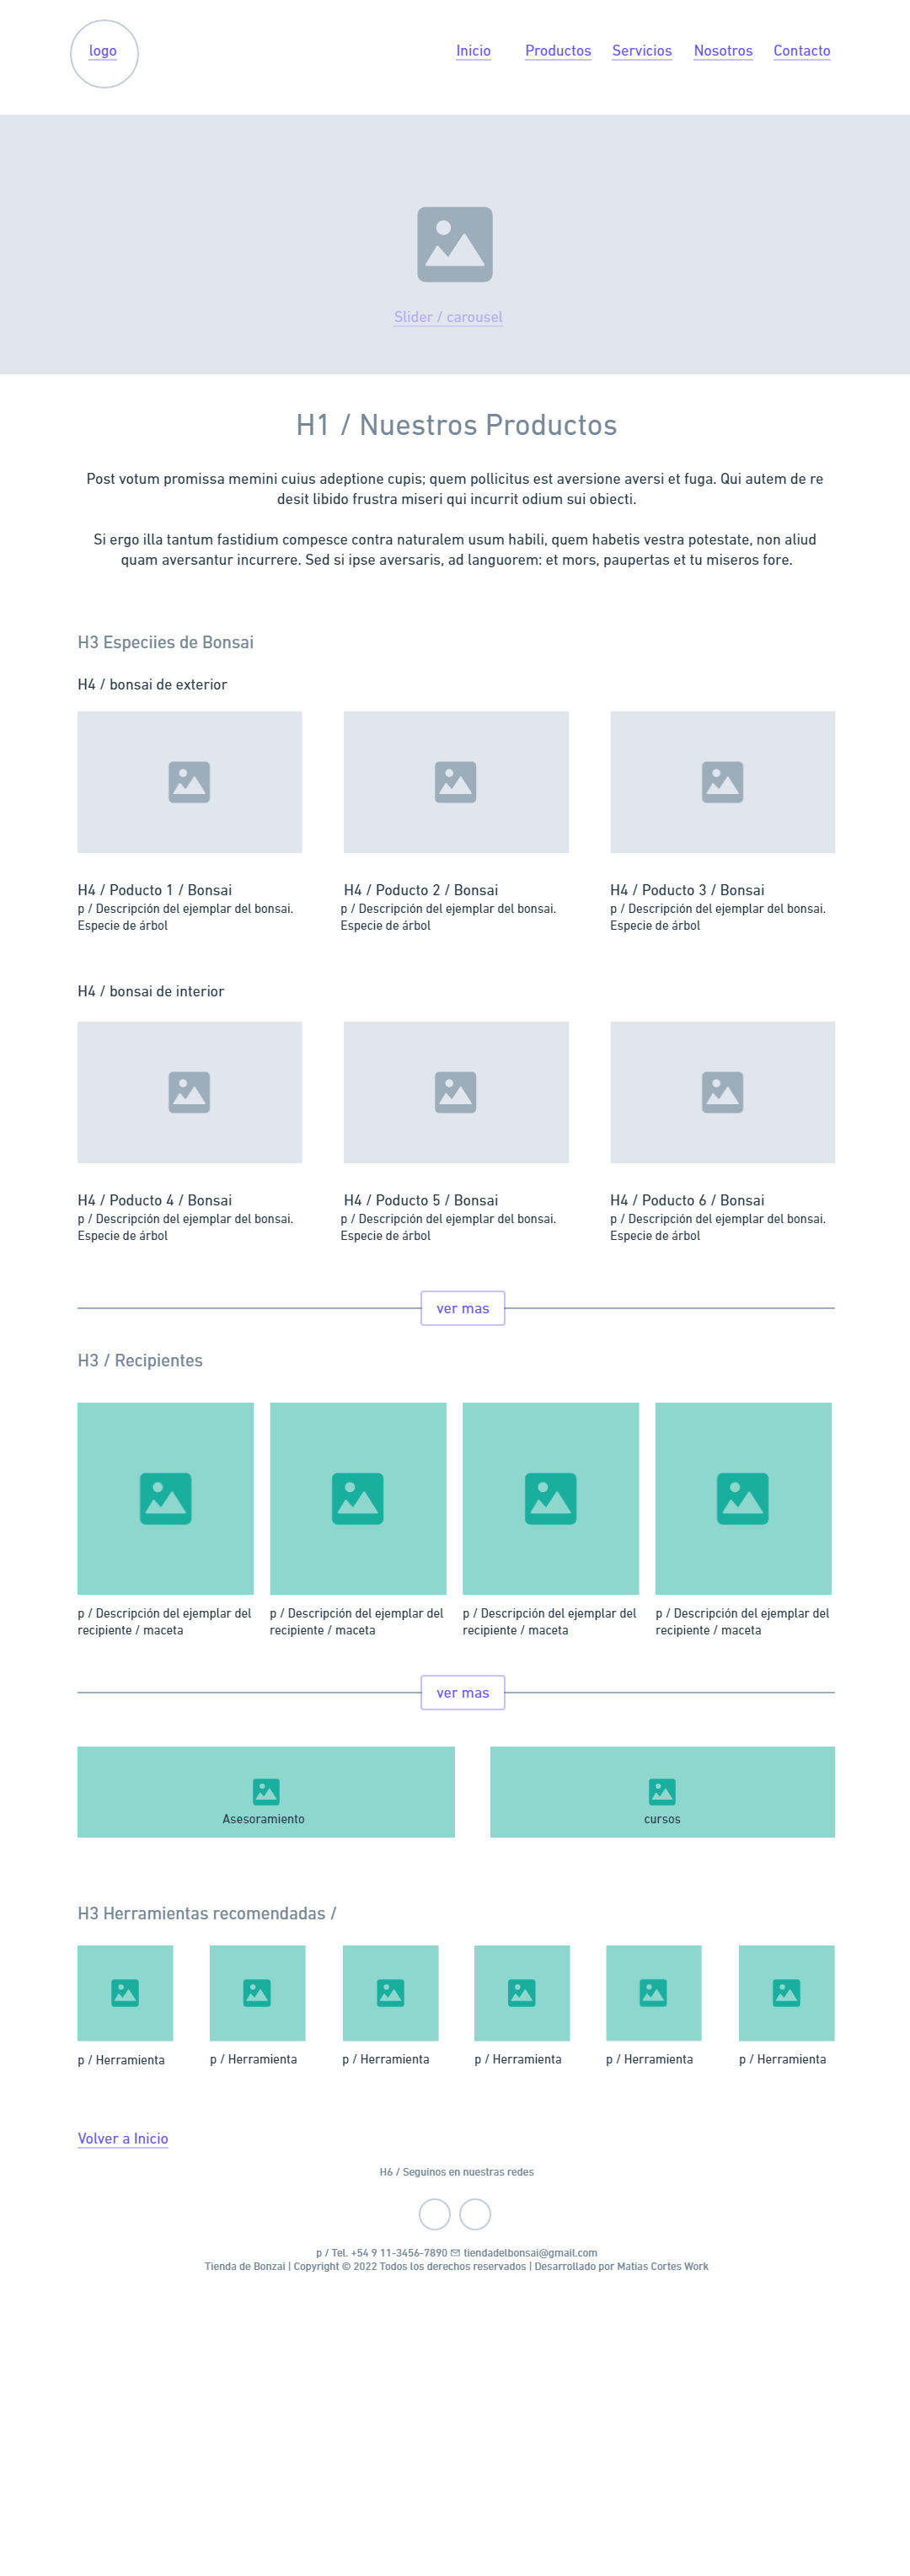 logo
Inicio Productos Servicios Nosotros Contacto
Slider / carousel
H1 / Nuestros Productos
Post votum promissa memini cuius adeptione cupis; quem pollicitus est aversione aversi et fuga. Qui autem de re
desit libido frustra miseri qui incurrit odium sui obiecti.
Si ergo illa tantum fastidium compesce contra naturalem usum habili, quem habetis vestra potestate, non aliud
quam aversantur incurrere. Sed si ipse aversaris, ad languorem: et mors, paupertas et tu miseros fore.
H3 Especiies de Bonsai
H4 / bonsai de exterior
H4 / Poducto 1 / Bonsai
p / Descripción del ejemplar del bonsai.
Especie de árbol
H4 / Poducto 2 / Bonsai
p / Descripción del ejemplar del bonsai.
Especie de árbol
H4 / Poducto 3 / Bonsai
p / Descripción del ejemplar del bonsai.
Especie de árbol
H4 / bonsai de interior
H4 / Poducto 4 / Bonsai
p / Descripción del ejemplar del bonsai.
Especie de árbol
H4 / Poducto 5 / Bonsai
p / Descripción del ejemplar del bonsai.
Especie de árbol
H4 / Poducto 6 / Bonsai
p / Descripción del ejemplar del bonsai.
Especie de árbol
ver mas
H3 / Recipientes
p / Descripción del ejemplar del
recipiente / maceta
p / Descripción del ejemplar del
recipiente / maceta
p / Descripción del ejemplar del
recipiente / maceta
p / Descripción del ejemplar del
recipiente / maceta
ver mas
Asesoramiento
cursos
H3 Herramientas recomendadas /
p / Herramienta
p / Herramienta
p / Herramienta
p / Herramienta
p / Herramienta
p / Herramienta
Volver a Inicio
H6 / Seguinos en nuestras redes
p / Tel. +54 9 11-3456-7890 ✉ tiendadelbonsai@gmail.com
Tienda de Bonzai | Copyright © 2022 Todos los derechos reservados | Desarrollado por Matias Cortes Work